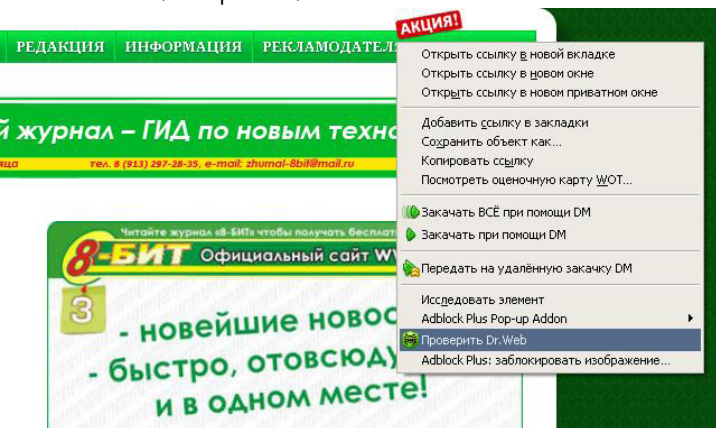 АКЦИЯ!
РЕДАКЦИЯ ИНФОРМАЦИЯ РЕКЛАМОДАТЕЛЯ
й журнал – ГИД по новым техно
яца тел. 8 (913) 297-28-35, e-mail: zhurnal-8bit@mail.ru
Читайте журнал «8-БИТ» чтобы получать бесплат
8-БИТ Официальный сайт W
3
- новейшие новос
- быстро, отовсюду
и в одном месте!
Открыть ссылку в новой вкладке
Открыть ссылку в новом окне
Открыть ссылку в новом приватном окне
Добавить ссылку в закладки
Сохранить объект как...
Копировать ссылку
Посмотреть оценочную карту WOT...
Закачать ВСЁ при помощи DM
Закачать при помощи DM
Передать на удалённую закачку DM
Исследовать элемент
Adblock Plus Pop-up Addon
Проверить Dr.Web
Adblock Plus: заблокировать изображение...